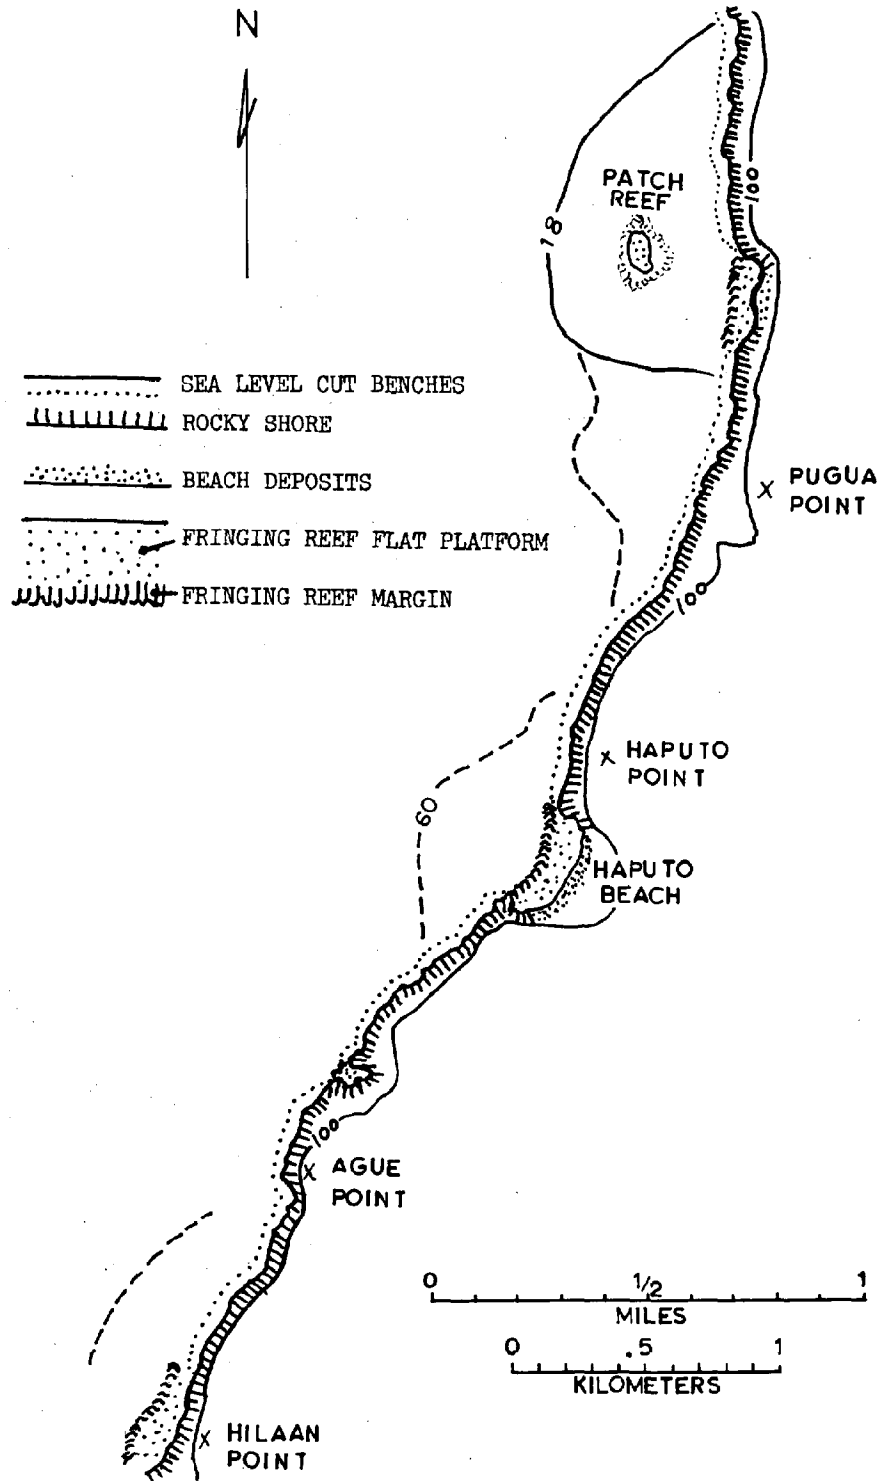 N
PATCH
REEF
18
100
SEA LEVEL CUT BENCHES
ROCKY SHORE
BEACH DEPOSITS
FRINGING REEF FLAT PLATFORM
FRINGING REEF MARGIN
PUGUA
POINT
100
HAPUTO
POINT
60
HAPUTO
BEACH
100
AGUE
POINT
0 1/2 1
MILES
0 .5 1
KILOMETERS
HILAAN
POINT